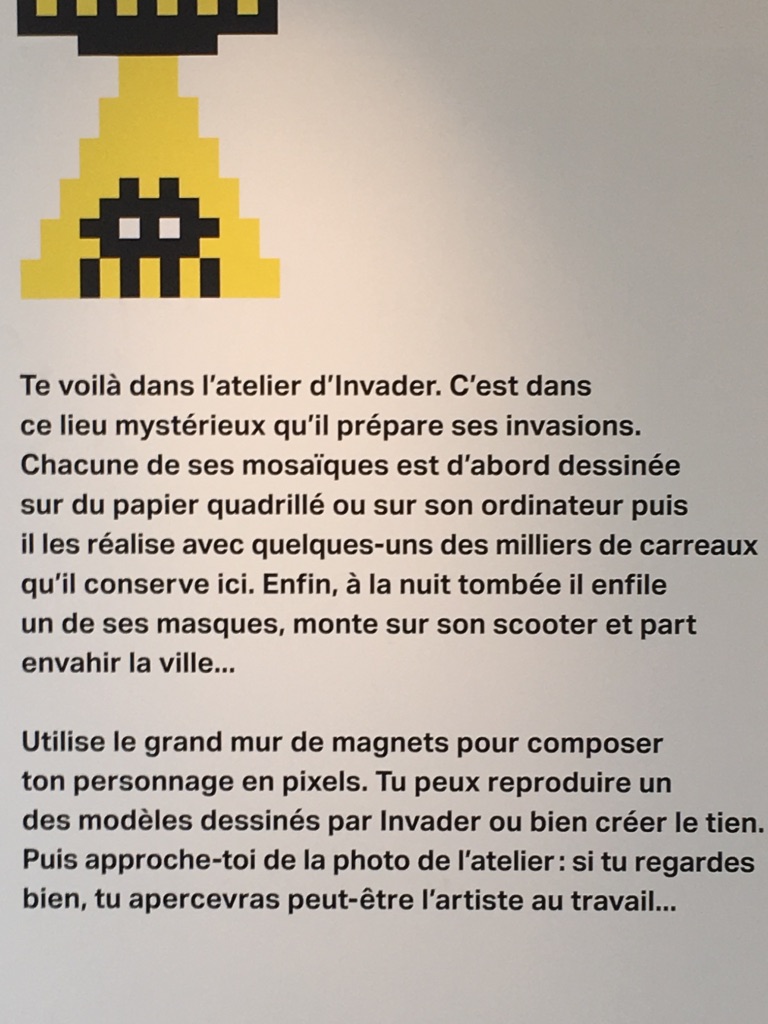 Te voilà dans l'atelier d'Invader. C'est dans
ce lieu mystérieux qu'il prépare ses invasions.
Chacune de ses mosaïques est d'abord dessinée
sur du papier quadrillé ou sur son ordinateur puis
il les réalise avec quelques-uns des milliers de carreaux
qu'il conserve ici. Enfin, à la nuit tombée il enfile
un de ses masques, monte sur son scooter et part
envahir la ville...
Utilise le grand mur de magnets pour composer
ton personnage en pixels. Tu peux reproduire un
des modèles dessinés par Invader ou bien créer le tien.
Puis approche-toi de la photo de l'atelier : si tu regardes
bien, tu apercevras peut-être l'artiste au travail...